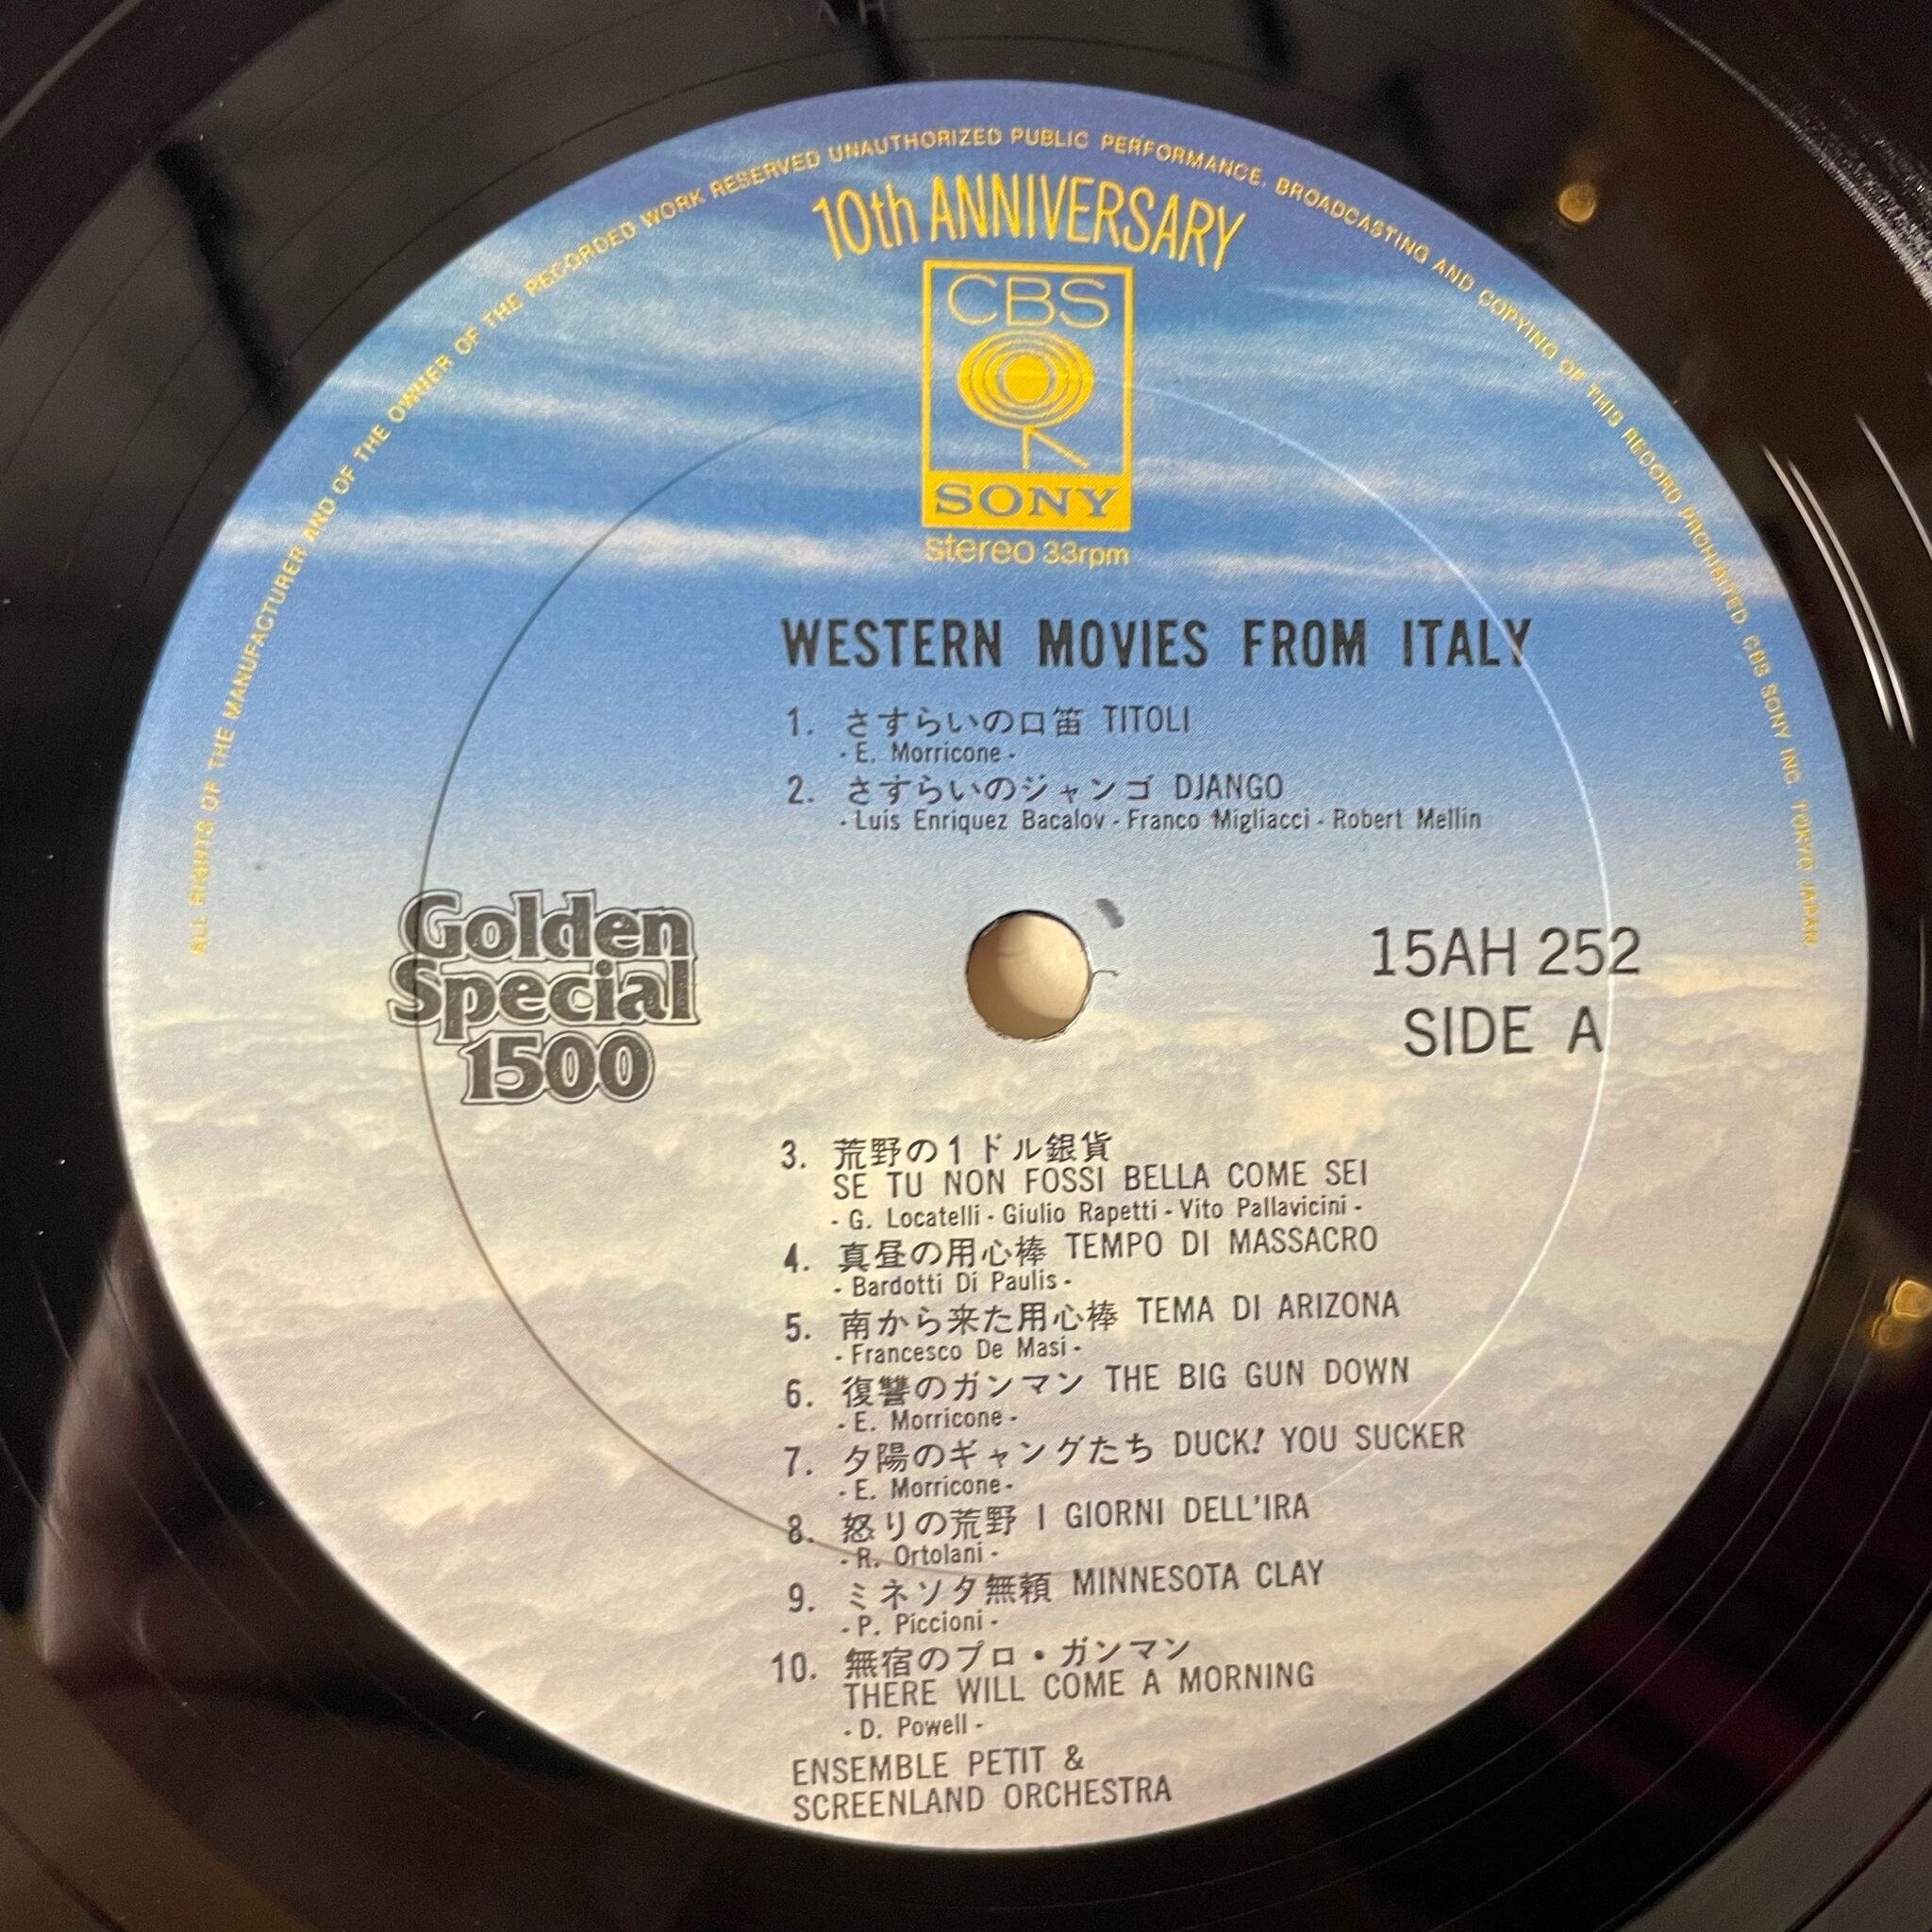 ALL RIGHTS OF THE MANUFACTURER AND OF THE OWNER OF THE RECORDED WORK RESERVED UNAUTHORIZED PUBLIC PERFORMANCE, BROADCASTING AND COPYING OF THIS RECORD PROHIBITED CBS SONY INC. TOKYO JAPAN
10th ANNIVERSARY
CBS
SONY
stereo 33rpm
WESTERN MOVIES FROM ITALY
1. さすらいの口笛 TITOLI
- E. Morricone -
2. さすらいのジャンゴ DJANGO
- Luis Enriquez Bacalov - Franco Migliacci - Robert Mellin
Golden
Special
1500
15AH 252
SIDE A
3. 荒野の1ドル銀貨
SE TU NON FOSSI BELLA COME SEI
- G. Locatelli - Giulio Rapetti - Vito Pallavicini -
4. 真昼の用心棒 TEMPO DI MASSACRO
- Bardotti Di Paulis -
5. 南から来た用心棒 TEMA DI ARIZONA
- Francesco De Masi -
6. 復讐のガンマン THE BIG GUN DOWN
- E. Morricone -
7. 夕陽のギャングたち DUCK! YOU SUCKER
- E. Morricone -
8. 怒りの荒野 I GIORNI DELL'IRA
- R. Ortolani -
9. ミネソタ無頼 MINNESOTA CLAY
- P. Piccioni -
10. 無宿のプロ・ガンマン
THERE WILL COME A MORNING
- D. Powell -
ENSEMBLE PETIT &
SCREENLAND ORCHESTRA